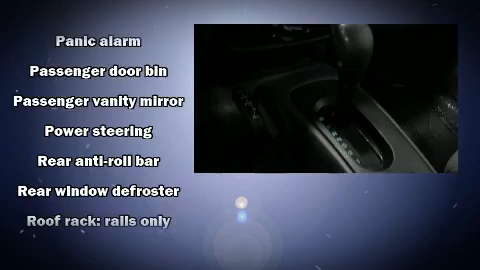 Panic alarm
Passenger door bin
Passenger vanity mirror
Power steering
Rear anti-roll bar
Rear window defroster
Roof rack: rails only